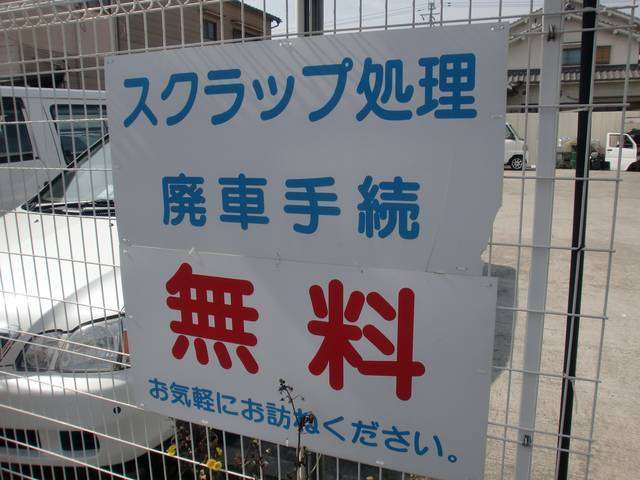 スクラップ処理
廃車手続
無料
お気軽にお訪ねください。